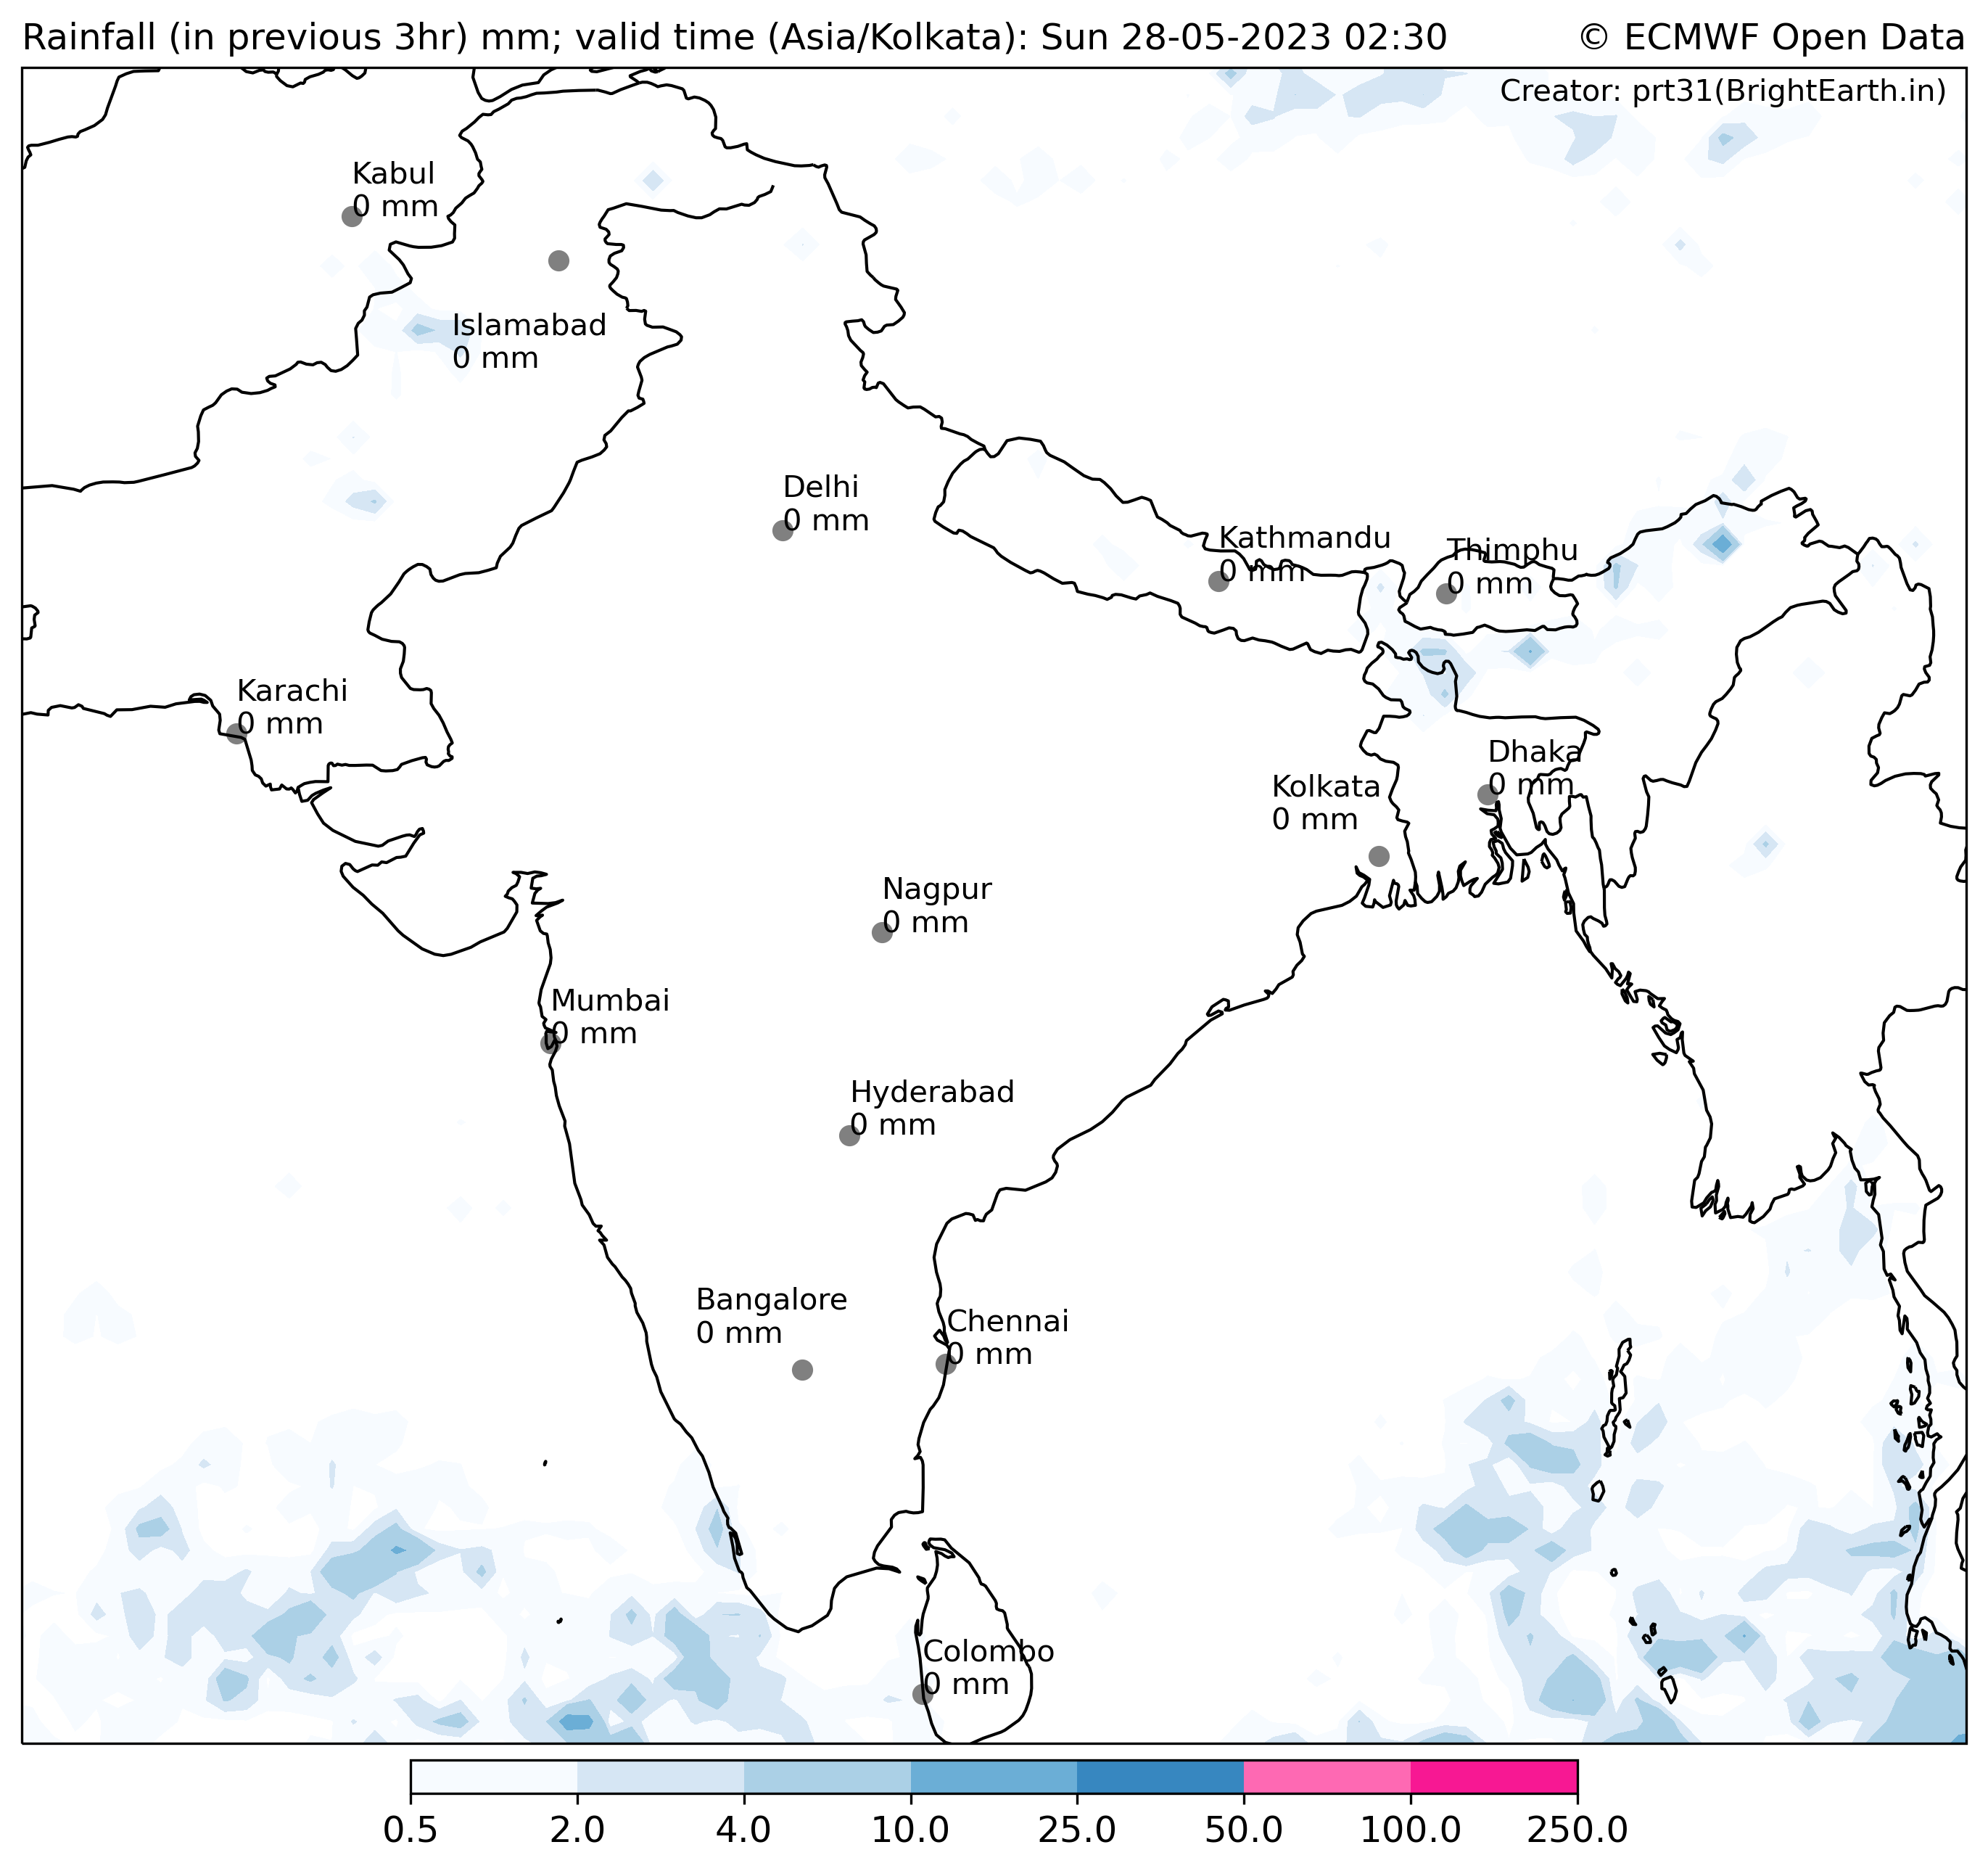 Rainfall (in previous 3hr) mm; valid time (Asia/Kolkata): Sun 28-05-2023 02:30 © ECMWF Open Data
Creator: prt31(BrightEarth.in)
Kabul
0 mm
Islamabad
0 mm
Delhi
0 mm
Kathmandu
0 mm
Thimphu
0 mm
Karachi
0 mm
Dhaka
0 mm
Kolkata
0 mm
Nagpur
0 mm
Mumbai
0 mm
Hyderabad
0 mm
Bangalore
0 mm
Chennai
0 mm
Colombo
0 mm
0.5 2.0 4.0 10.0 25.0 50.0 100.0 250.0